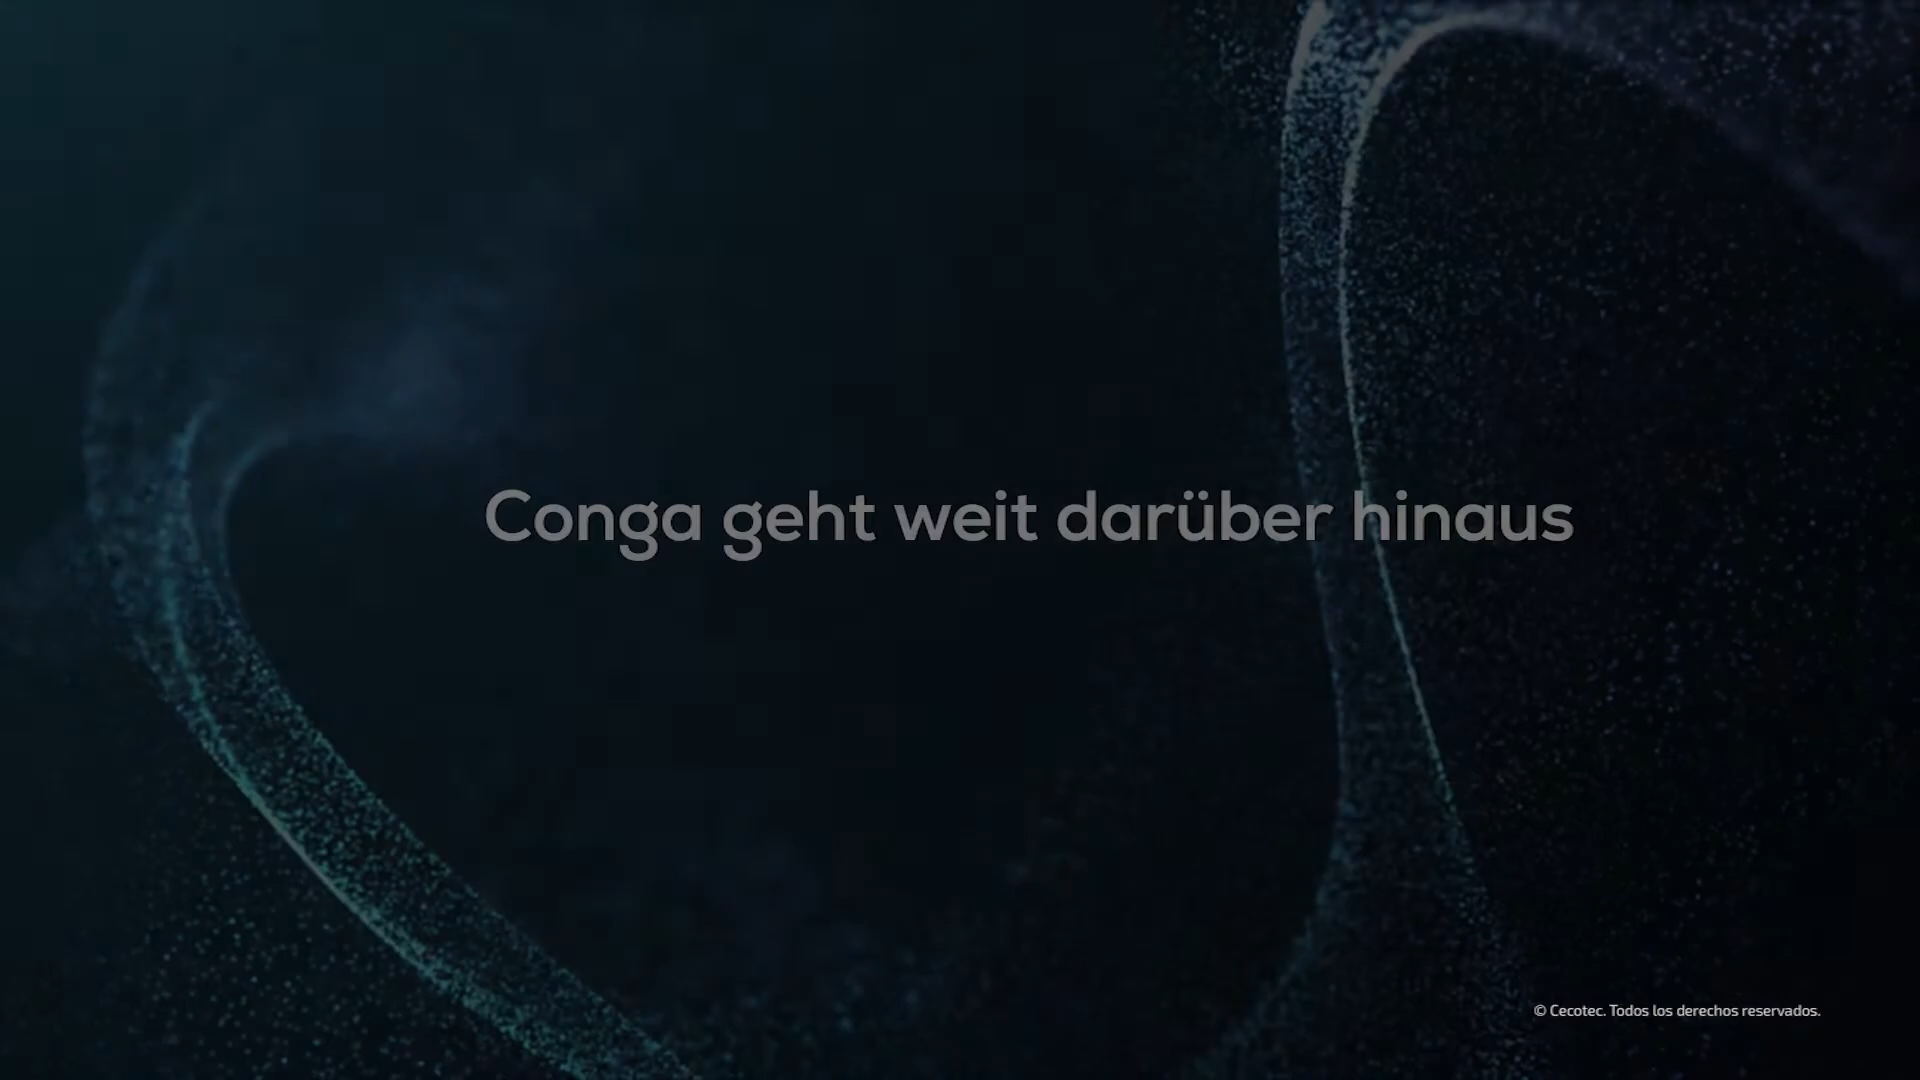 Conga geht weit darüber hinaus
© Cecotec. Todos los derechos reservados.